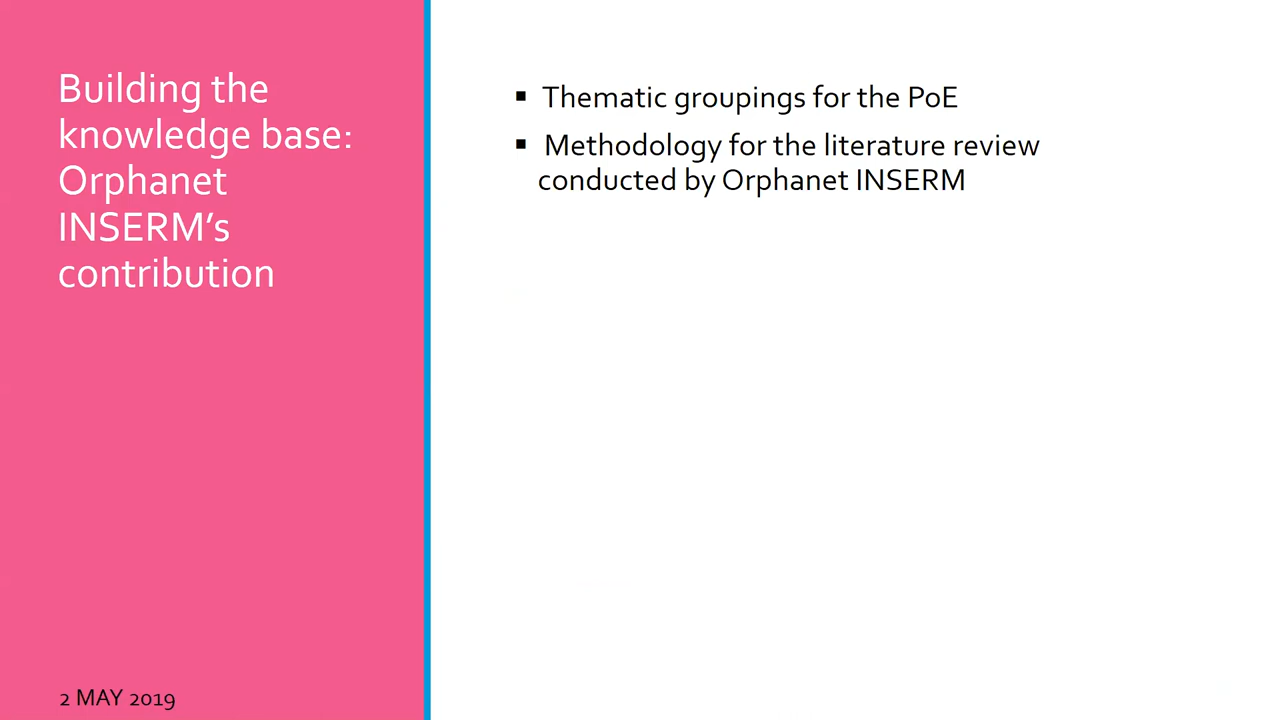 Building the
knowledge base:
Orphanet
INSERM’s
contribution
▪ Thematic groupings for the PoE
▪ Methodology for the literature review
conducted by Orphanet INSERM
2 MAY 2019